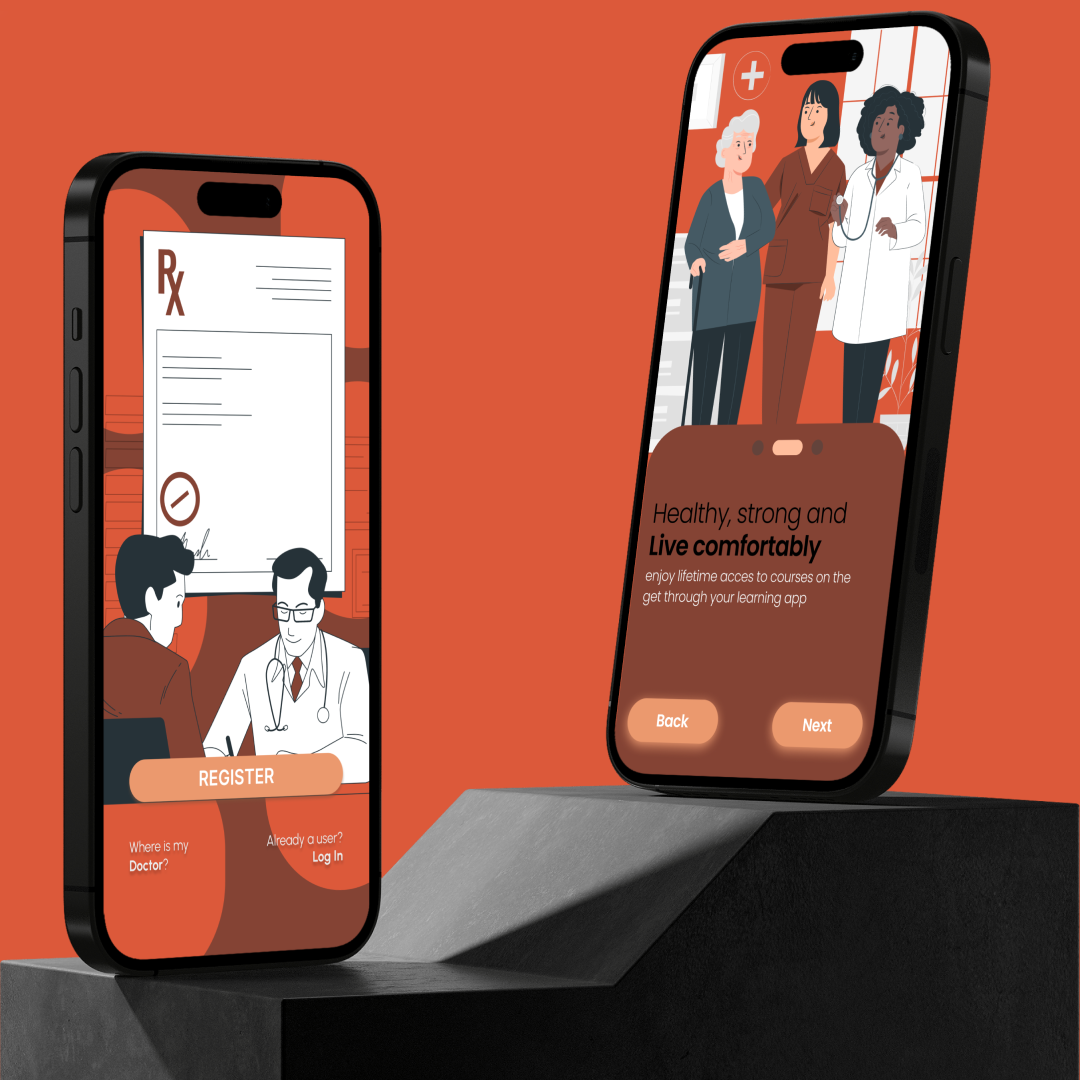 Rx
REGISTER
Where is my
Doctor?
Already a user?
Log In
Healthy, strong and
Live comfortably
enjoy lifetime acces to courses on the
get through your learning app
Back
Next